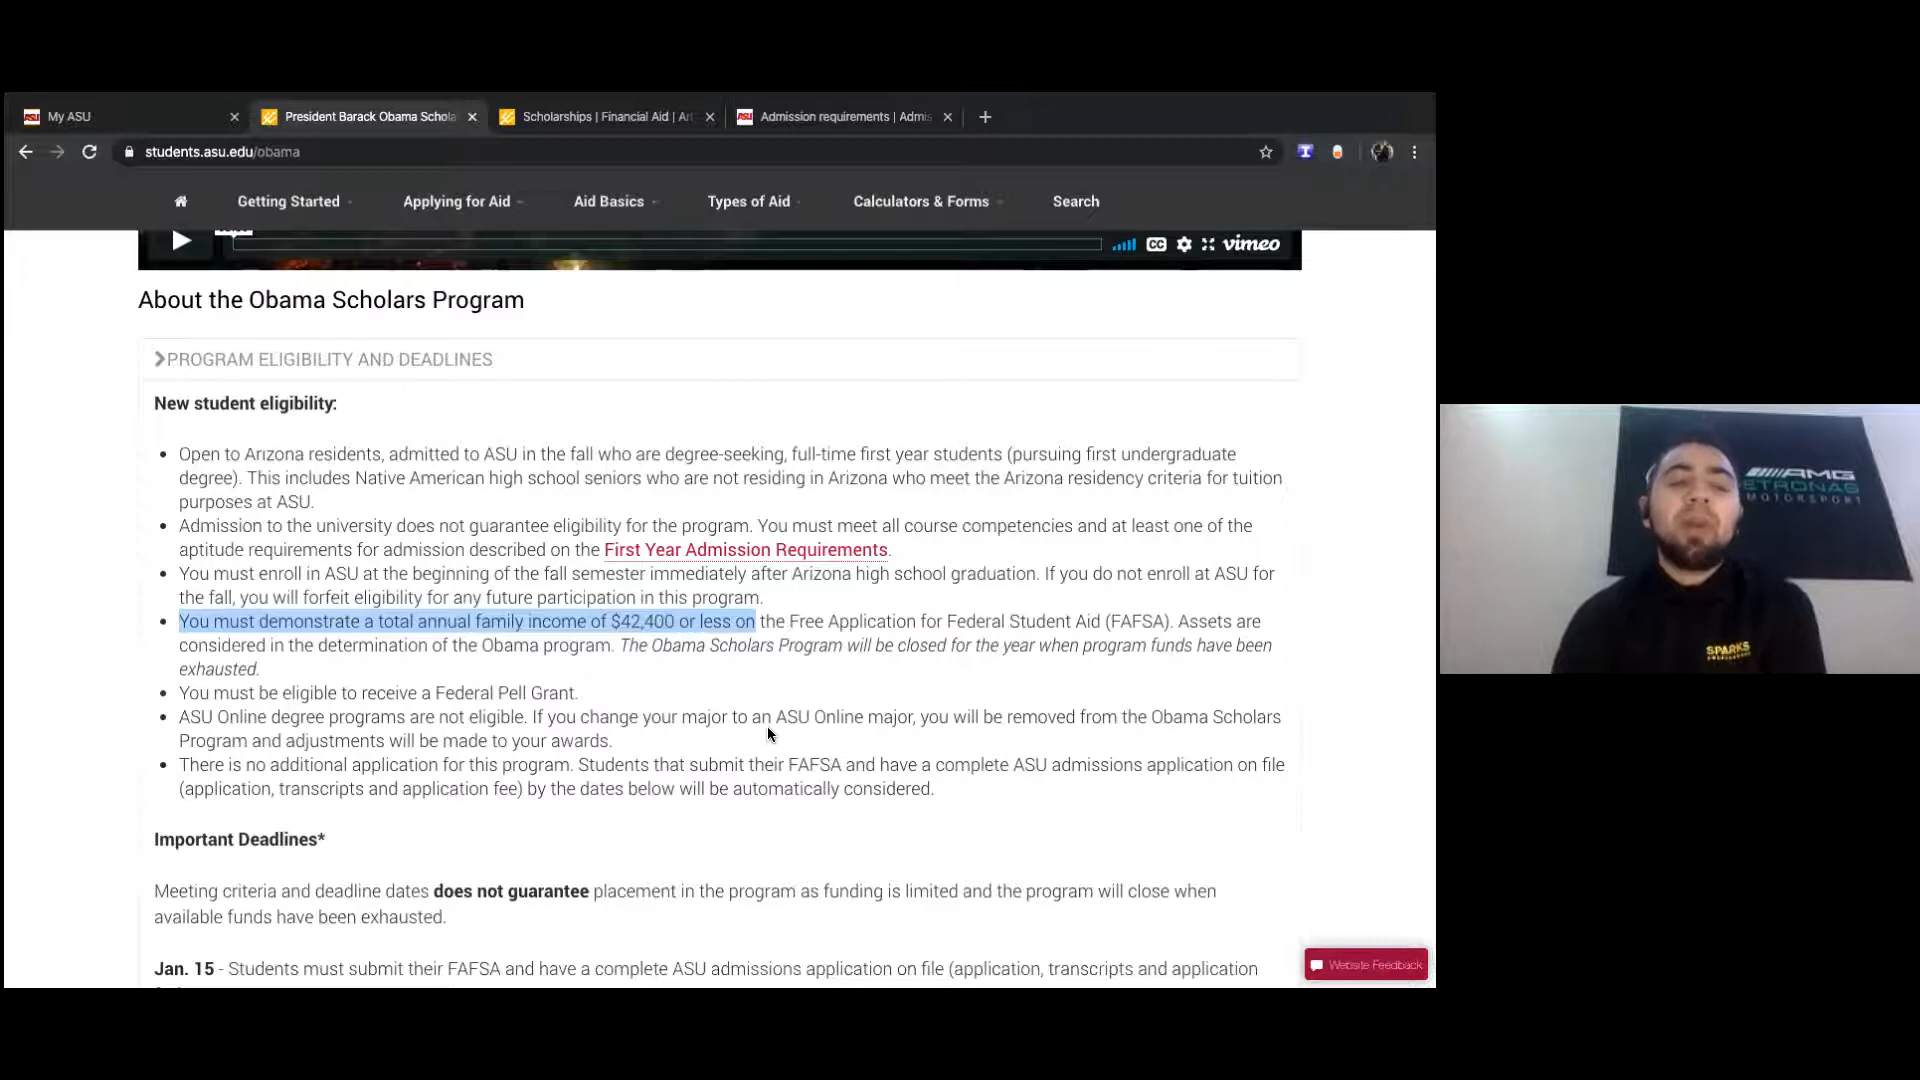 My ASU
President Barack Obama Schola
Scholarships | Financial Aid | Ari
Admission requirements | Admis
students.asu.edu/obama
Getting Started
Applying for Aid
Aid Basics
Types of Aid
Calculators & Forms
Search
CC
vimeo
About the Obama Scholars Program
PROGRAM ELIGIBILITY AND DEADLINES
New student eligibility:
Open to Arizona residents, admitted to ASU in the fall who are degree-seeking, full-time first year students (pursuing first undergraduate
degree). This includes Native American high school seniors who are not residing in Arizona who meet the Arizona residency criteria for tuition
purposes at ASU.
Admission to the university does not guarantee eligibility for the program. You must meet all course competencies and at least one of the
aptitude requirements for admission described on the First Year Admission Requirements.
You must enroll in ASU at the beginning of the fall semester immediately after Arizona high school graduation. If you do not enroll at ASU for
the fall, you will forfeit eligibility for any future participation in this program.
You must demonstrate a total annual family income of $42,400 or less on the Free Application for Federal Student Aid (FAFSA). Assets are
considered in the determination of the Obama program. The Obama Scholars Program will be closed for the year when program funds have been
exhausted.
You must be eligible to receive a Federal Pell Grant.
ASU Online degree programs are not eligible. If you change your major to an ASU Online major, you will be removed from the Obama Scholars
Program and adjustments will be made to your awards.
There is no additional application for this program. Students that submit their FAFSA and have a complete ASU admissions application on file
(application, transcripts and application fee) by the dates below will be automatically considered.
Important Deadlines*
Meeting criteria and deadline dates does not guarantee placement in the program as funding is limited and the program will close when
available funds have been exhausted.
Jan. 15 - Students must submit their FAFSA and have a complete ASU admissions application on file (application, transcripts and application
Website Feedback
AMG
ETRONAS
MOTORSPORT
SPARKS